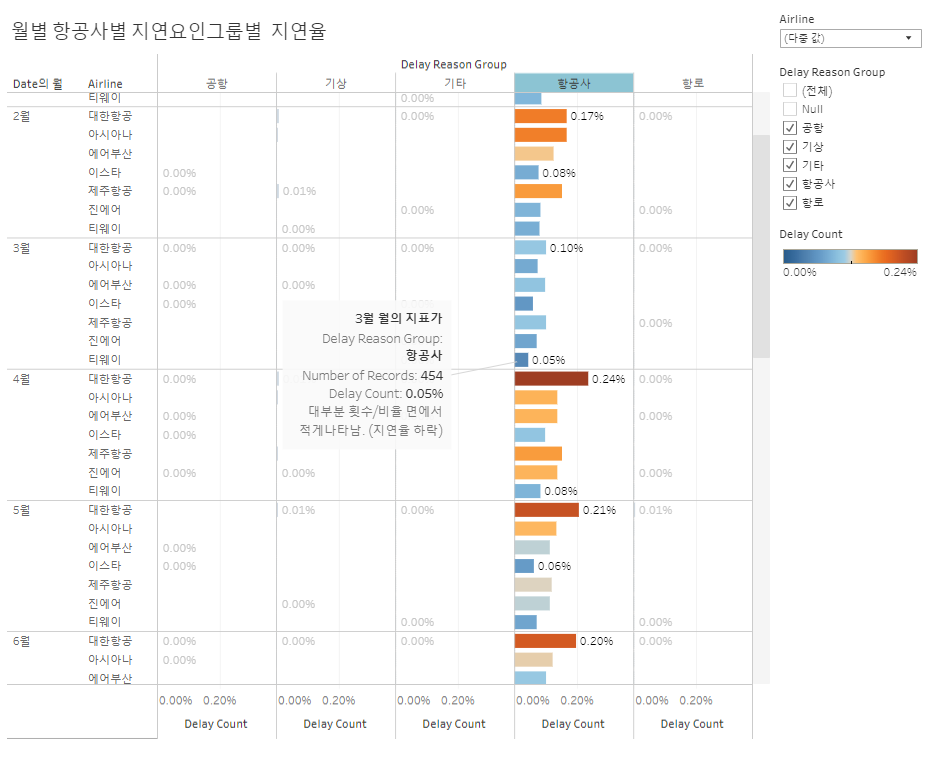 월별 항공사별 지연요인그룹별 지연율
Airline
(다중 값)
Delay Reason Group
(전체)
Null
공항
기상
기타
항공사
항로
Delay Count
0.00% 0.24%
Delay Reason Group
Date의 월 Airline 공항 기상 기타 항공사 항로
티웨이 0.00%
2월 대한항공 0.00% 0.17% 0.00%
아시아나
에어부산
이스타 0.00% 0.08%
제주항공 0.00% 0.01%
진에어 0.00% 0.00%
티웨이 0.00%
3월 대한항공 0.00% 0.00% 0.00% 0.10% 0.00%
아시아나
에어부산 0.00% 0.00%
이스타 0.00%
제주항공 0.00%
진에어
티웨이 0.05%
3월 월의 지표가
Delay Reason Group:
항공사
Number of Records: 454
Delay Count: 0.05%
대부분 횟수/비율 면에서
적게나타남. (지연율 하락)
4월 대한항공 0.00% 0.24% 0.00%
아시아나
에어부산 0.00% 0.00%
이스타 0.00%
제주항공
진에어 0.00% 0.00% 0.00%
티웨이 0.08%
5월 대한항공 0.01% 0.00% 0.21% 0.01%
아시아나
에어부산 0.00%
이스타 0.00% 0.06%
제주항공
진에어 0.00%
티웨이 0.00% 0.00%
6월 대한항공 0.00% 0.00% 0.00% 0.20% 0.00%
아시아나 0.00%
에어부산
0.00% 0.20% 0.00% 0.20% 0.00% 0.20% 0.00% 0.20% 0.00% 0.20%
Delay Count Delay Count Delay Count Delay Count Delay Count